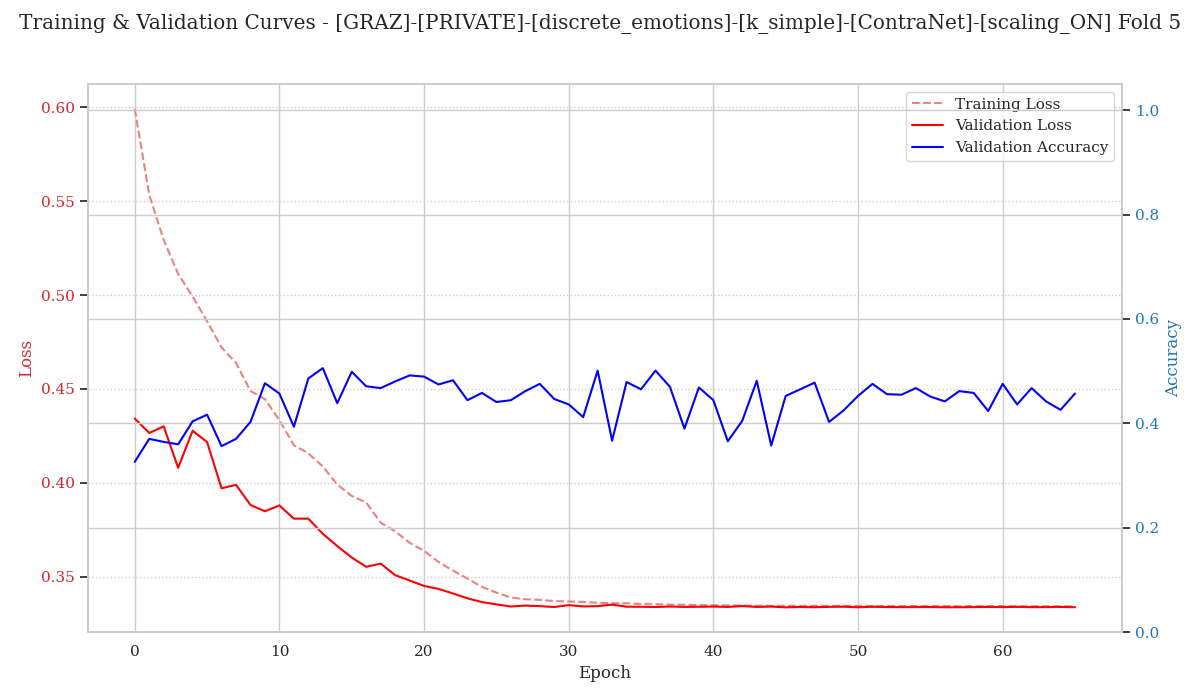 Training & Validation Curves - [GRAZ]-[PRIVATE]-[discrete_emotions]-[k_simple]-[ContraNet]-[scaling_ON] Fold 5
Training Loss
Validation Loss
Validation Accuracy
Loss
0.60
0.55
0.50
0.45
0.40
0.35
1.0
0.8
0.6
0.4
0.2
0.0
Accuracy
0 10 20 30 40 50 60
Epoch